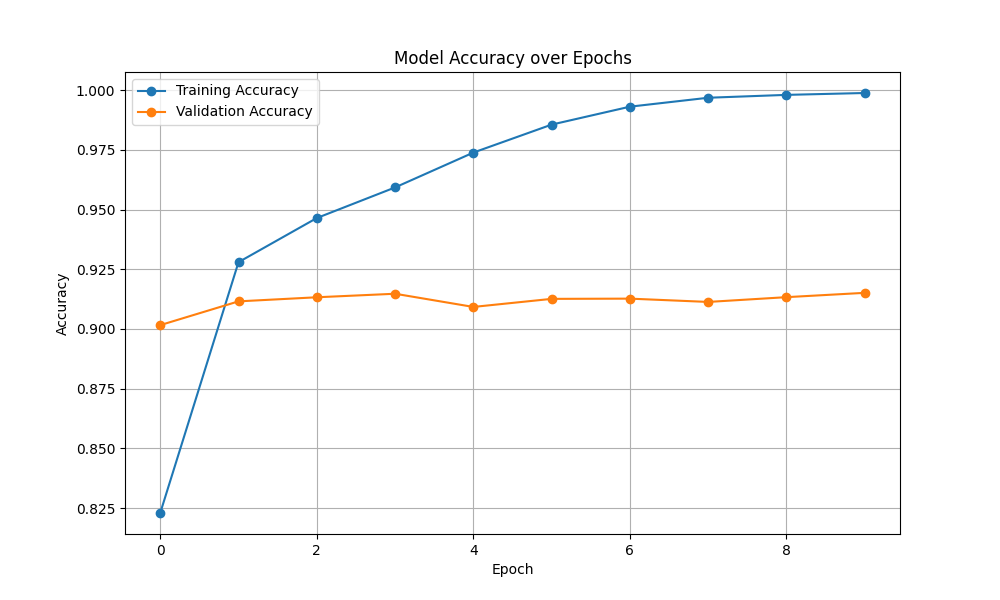 Model Accuracy over Epochs
Training Accuracy
Validation Accuracy
1.000
0.975
0.950
0.925
0.900
0.875
0.850
0.825
Accuracy
0 2 4 6 8
Epoch